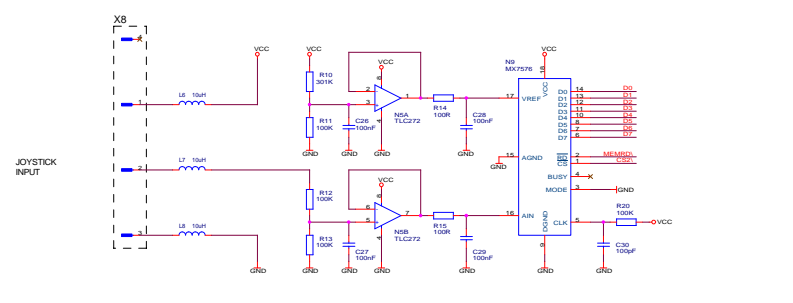 X8
4
1
2
3
JOYSTICK
INPUT
L6 10uH
L7 10uH
L8 10uH
VCC
GND
VCC
R10
301K
R11
100K
GND
C26
100nF
GND
VCC
8
2
3
1
4
N5A
TLC272
GND
R14
100R
C28
100nF
GND
R12
100K
R13
100K
GND
C27
100nF
GND
VCC
8
6
5
7
4
N5B
TLC272
GND
R15
100R
C29
100nF
GND
N9
MX7576
VCC
18
VCC
17 VREF
15 AGND
GND
16 AIN
D0 14 D0
D1 13 D1
D2 12 D2
D3 11 D3
D4 10 D4
D5 8 D5
D6 7 D6
D7 6 D7
RD 2 MEMRD\
CS 1 CS2\
BUSY 4
MODE 3 GND
CLK 5
DGND
9
GND
R20
100K
VCC
C30
100pF
GND